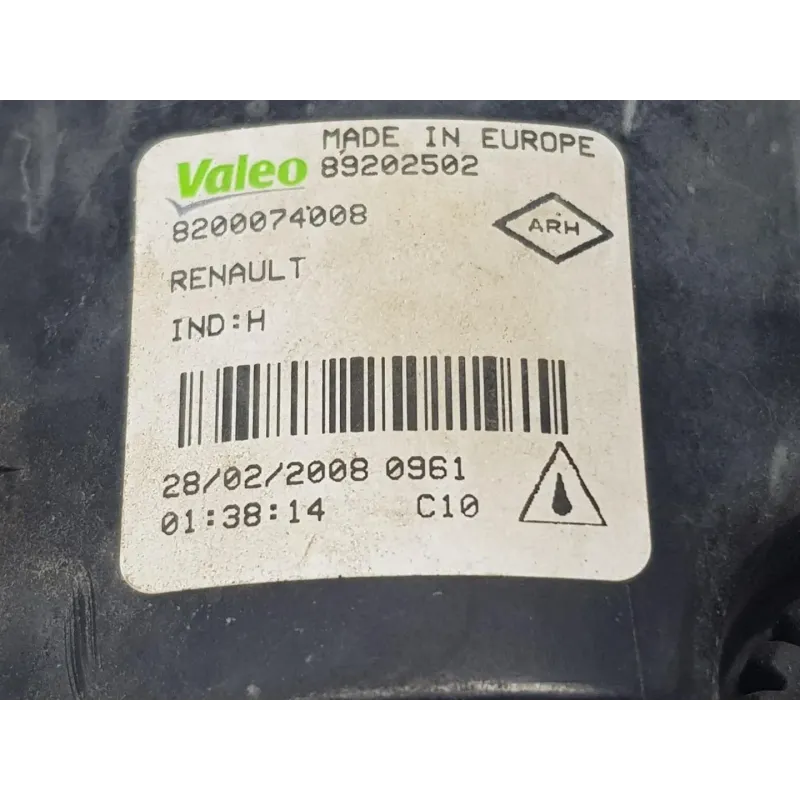 MADE IN EUROPE
Valeo 89202502
8200074008
ARH
RENAULT
IND:H
28/02/2008 0961
01:38:14 C10